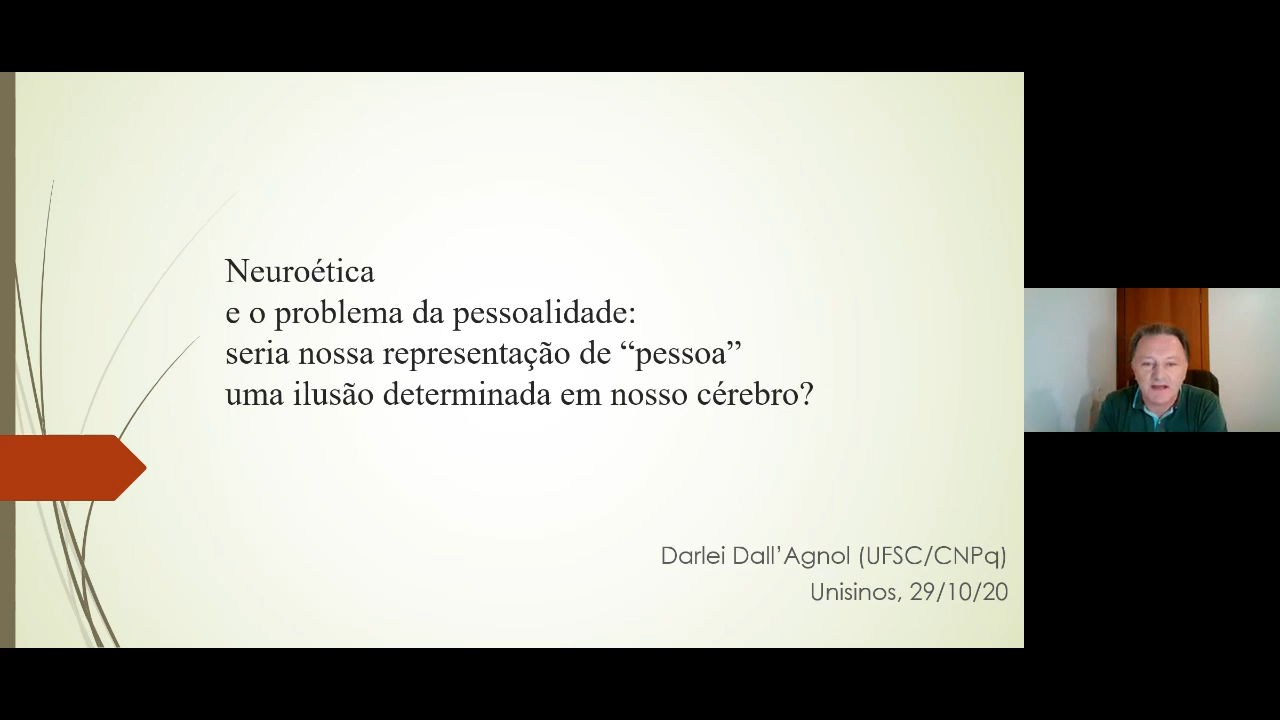 Neuroética
e o problema da pessoalidade:
seria nossa representação de “pessoa”
uma ilusão determinada em nosso cérebro?
Darlei Dall’Agnol (UFSC/CNPq)
Unisinos, 29/10/20